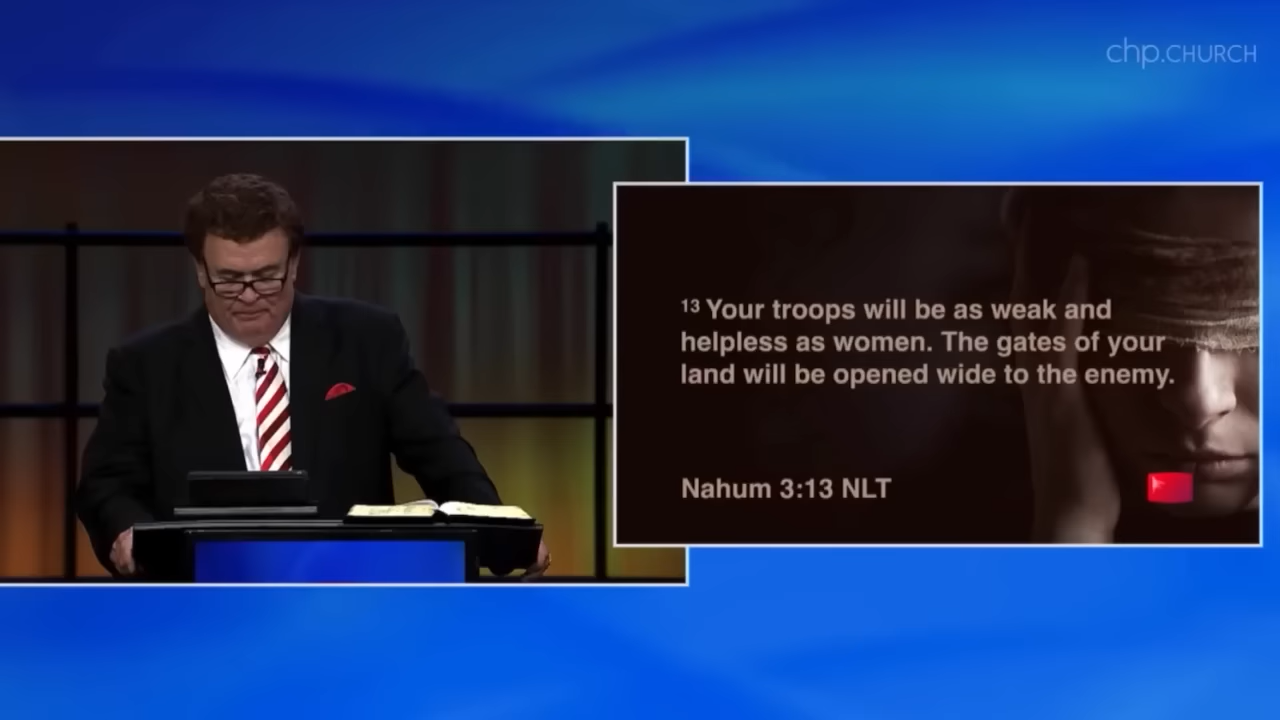 chp.CHURCH
13 Your troops will be as weak and
helpless as women. The gates of your
land will be opened wide to the enemy.
Nahum 3:13 NLT